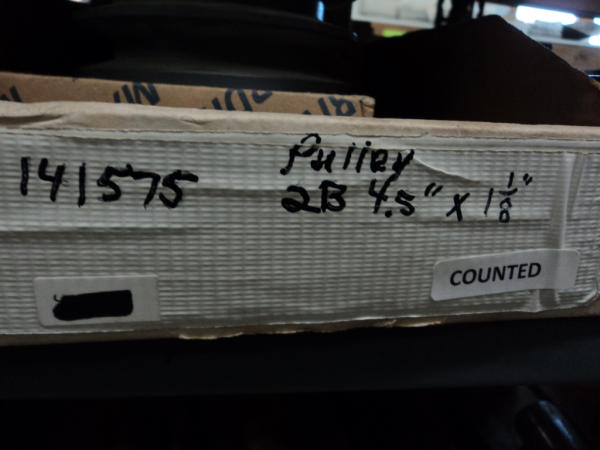 141575
Pulley
2B 4.5" x 1 1/8"
COUNTED